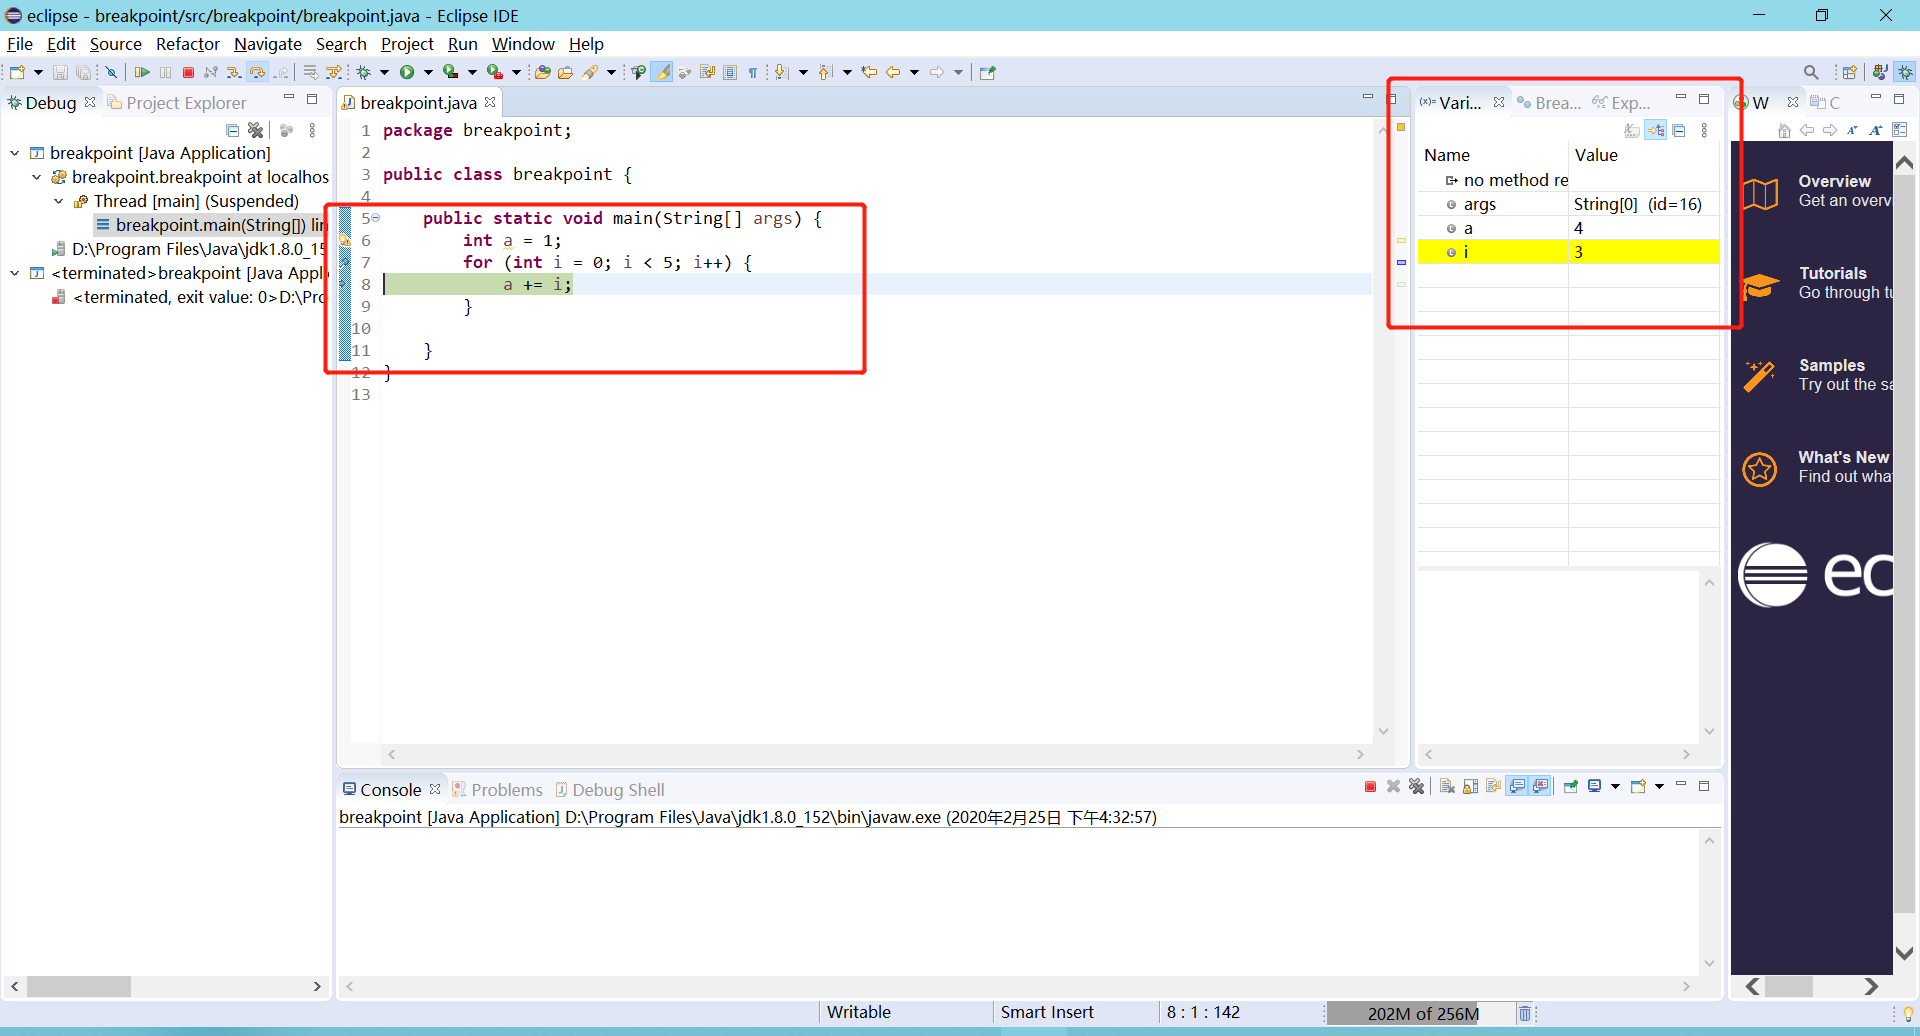 eclipse - breakpoint/src/breakpoint/breakpoint.java - Eclipse IDE
File Edit Source Refactor Navigate Search Project Run Window Help
Debug Project Explorer
breakpoint [Java Application]
breakpoint.breakpoint at localhos
Thread [main] (Suspended)
breakpoint.main(String[]) lin
D:\Program Files\Java\jdk1.8.0_15
<terminated>breakpoint [Java Appl
<terminated, exit value: 0>D:\Pro
breakpoint.java
1 package breakpoint;
2
3 public class breakpoint {
4
5 public static void main(String[] args) {
6 int a = 1;
7 for (int i = 0; i < 5; i++) {
8 a += i;
9 }
10
11 }
12 }
13
(x)= Vari... Brea... Exp...
Name Value
no method re
args String[0] (id=16)
a 4
i 3
W C
Overview
Get an overvi
Tutorials
Go through tu
Samples
Try out the sa
What's New
Find out what
ec
Console Problems Debug Shell
breakpoint [Java Application] D:\Program Files\Java\jdk1.8.0_152\bin\javaw.exe (2020年2月25日 下午4:32:57)
Writable Smart Insert 8 : 1 : 142 202M of 256M